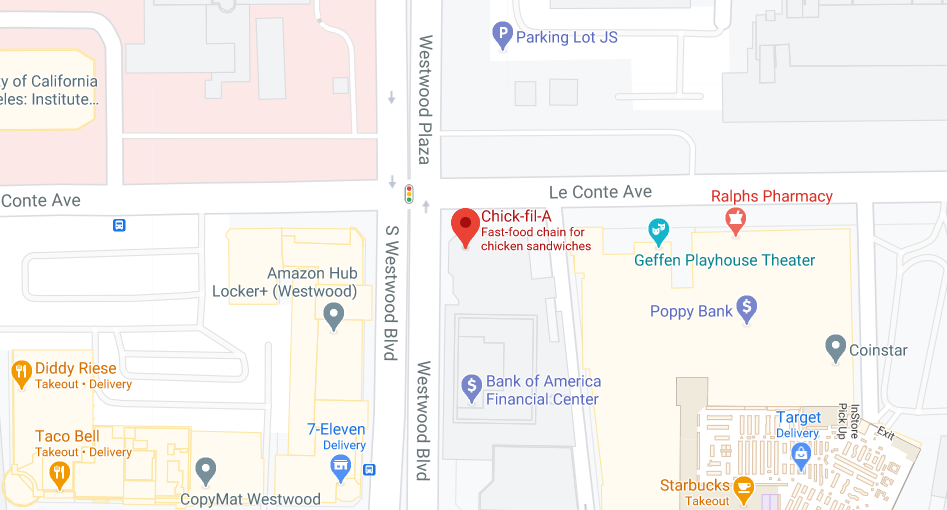 Parking Lot JS
Westwood Plaza
ty of California
eles: Institute...
Conte Ave
Le Conte Ave
Ralphs Pharmacy
Chick-fil-A
Fast-food chain for
chicken sandwiches
Geffen Playhouse Theater
S Westwood Blvd
Amazon Hub
Locker+ (Westwood)
Poppy Bank
Coinstar
Diddy Riese
Takeout • Delivery
Bank of America
Financial Center
Westwood Blvd
7-Eleven
Delivery
Taco Bell
Takeout • Delivery
Target
Delivery
InStore
Pick Up
Exit
CopyMat Westwood
Starbucks
Takeout